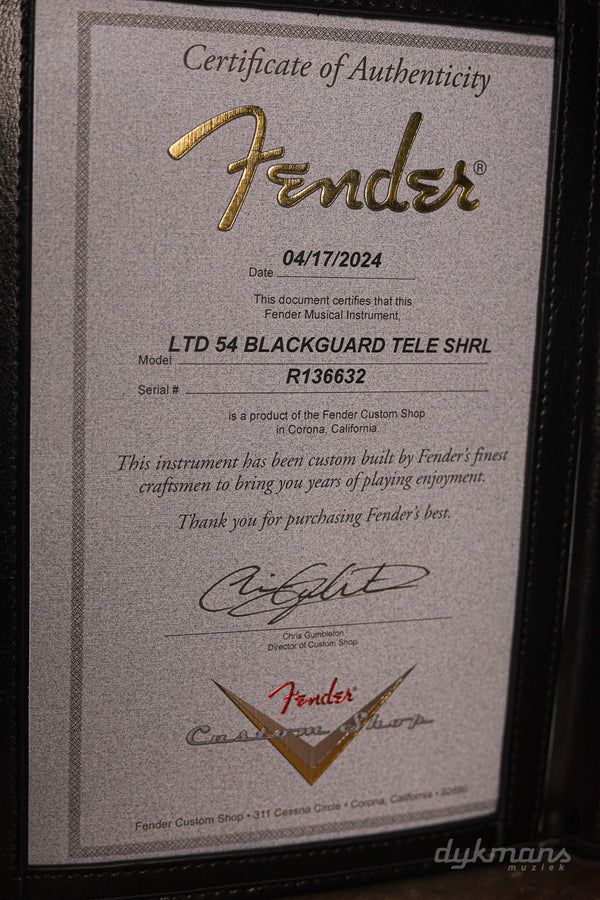 Certificate of Authenticity
Fender®
Date 04/17/2024
This document certifies that this
Fender Musical Instrument,
Model LTD 54 BLACKGUARD TELE SHRL
Serial # R136632
is a product of the Fender Custom Shop
in Corona, California
This instrument has been custom built by Fender's finest
craftsmen to bring you years of playing enjoyment.
Thank you for purchasing Fender's best.
Chris Gumbleton
Director of Custom Shop
Fender
Custom Shop
Fender Custom Shop • 311 Cessna Circle • Corona, California • 92880
dykmans
muziek